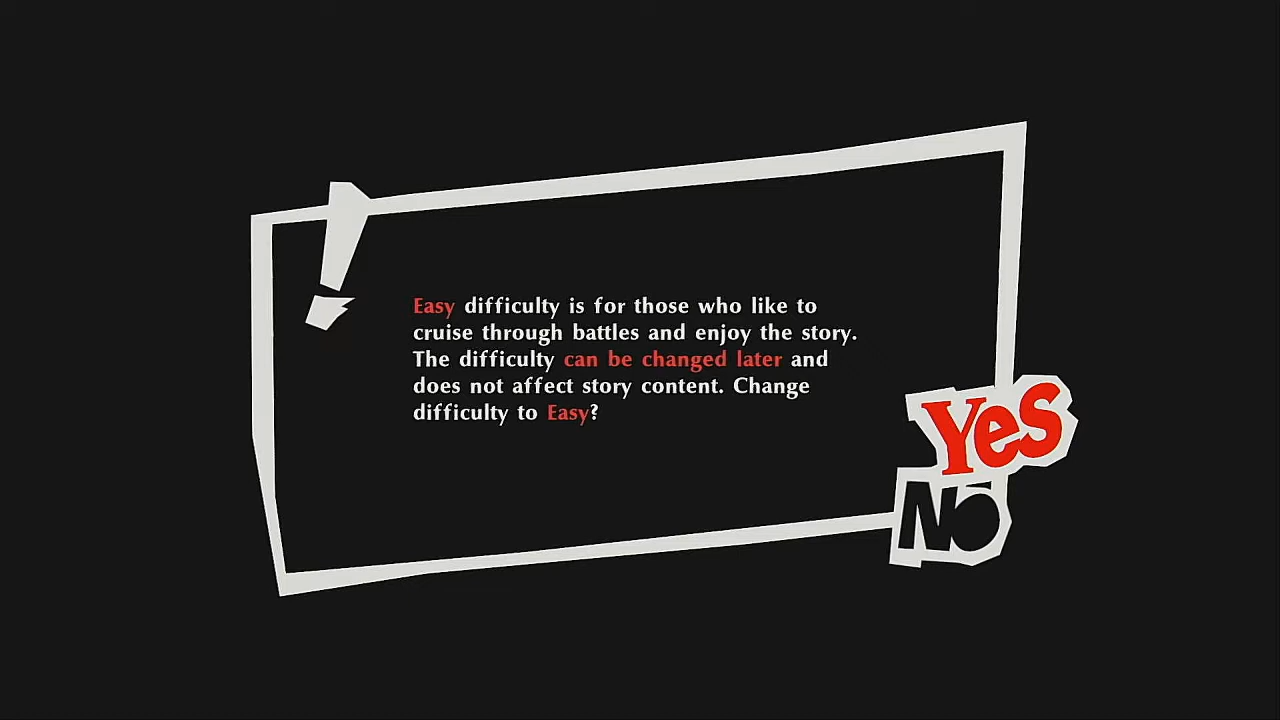 !
Easy difficulty is for those who like to
cruise through battles and enjoy the story.
The difficulty can be changed later and
does not affect story content. Change
difficulty to Easy?
Yes
NO